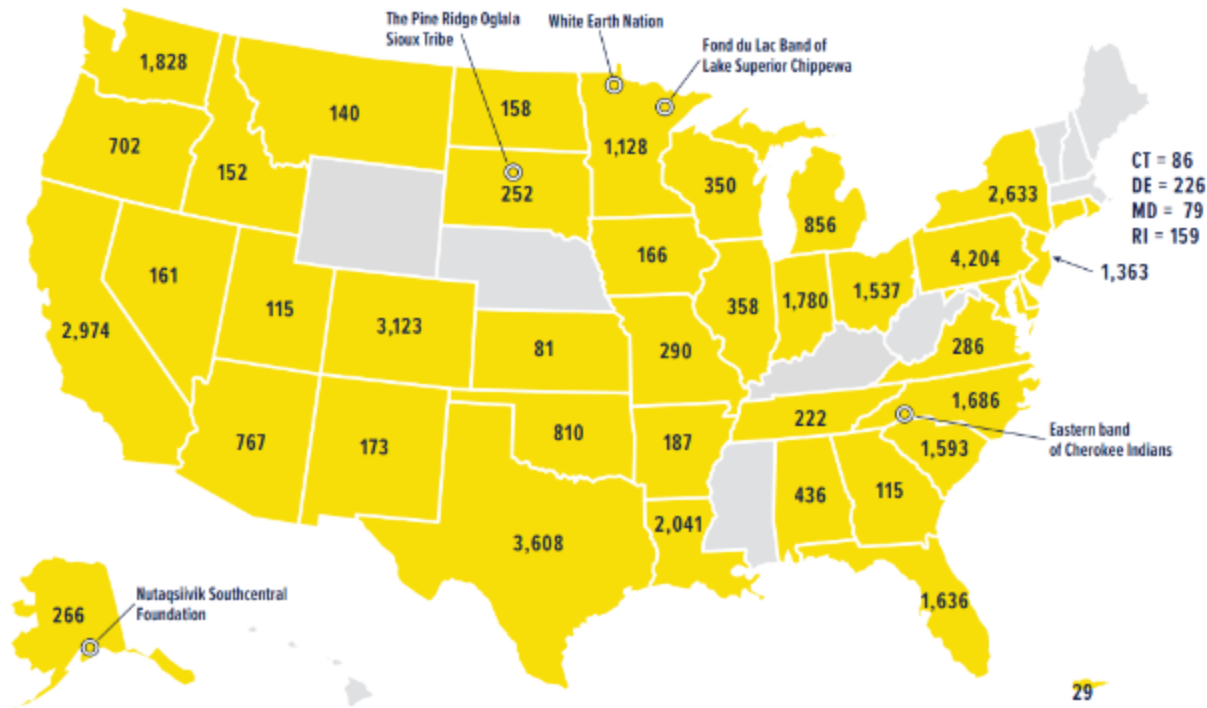 The Pine Ridge Oglala
Sioux Tribe
White Earth Nation
Fond du Lac Band of
Lake Superior Chippewa
1,828
140
158
1,128
702
152
252
350
856
2,633
CT = 86
DE = 226
MD = 79
RI = 159
161
115
3,123
166
4,204
1,363
2,974
81
290
358
1,780
1,537
286
767
173
810
187
222
1,686
1,593
Eastern band
of Cherokee Indians
3,608
2,041
436
115
1,636
266
Nutaqsiivik Southcentral
Foundation
29